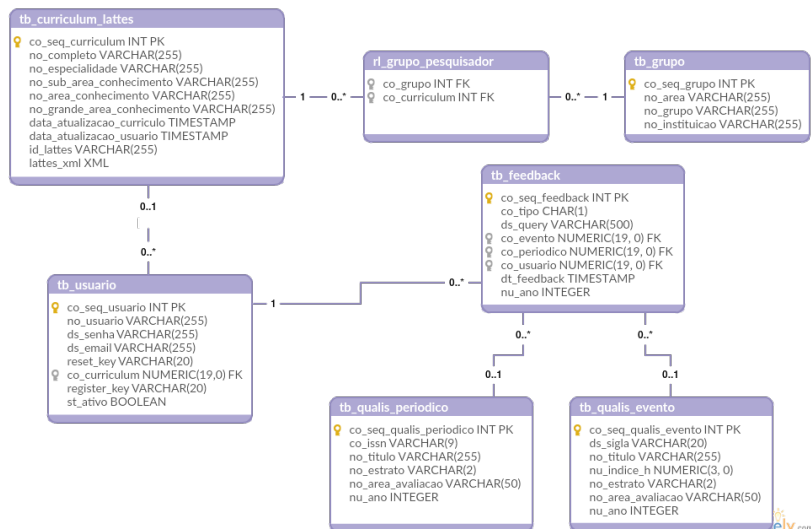 tb_curriculum_lattes
co_seq_curriculum INT PK
no_completo VARCHAR(255)
no_especialidade VARCHAR(255)
no_sub_area_conhecimento VARCHAR(255)
no_area_conhecimento VARCHAR(255)
no_grande_area_conhecimento VARCHAR(255)
data_atualizacao_curriculo TIMESTAMP
data_atualizacao_usuario TIMESTAMP
id_lattes VARCHAR(255)
lattes_xml XML
1
0..*
rl_grupo_pesquisador
co_grupo INT FK
co_curriculum INT FK
0..*
1
tb_grupo
co_seq_grupo INT PK
no_area VARCHAR(255)
no_grupo VARCHAR(255)
no_instituicao VARCHAR(255)
0..1
0..*
tb_feedback
co_seq_feedback INT PK
co_tipo CHAR(1)
ds_query VARCHAR(500)
co_evento NUMERIC(19, 0) FK
co_periodico NUMERIC(19, 0) FK
co_usuario NUMERIC(19, 0) FK
dt_feedback TIMESTAMP
nu_ano INTEGER
tb_usuario
co_seq_usuario INT PK
no_usuario VARCHAR(255)
ds_senha VARCHAR(255)
ds_email VARCHAR(255)
reset_key VARCHAR(20)
co_curriculum NUMERIC(19,0) FK
register_key VARCHAR(20)
st_ativo BOOLEAN
1
0..*
0..*
0..*
0..1
0..1
tb_qualis_periodico
co_seq_qualis_periodico INT PK
co_issn VARCHAR(9)
no_titulo VARCHAR(255)
no_estrato VARCHAR(2)
no_area_avaliacao VARCHAR(50)
nu_ano INTEGER
tb_qualis_evento
co_seq_qualis_evento INT PK
ds_sigla VARCHAR(20)
no_titulo VARCHAR(255)
nu_indice_h NUMERIC(3, 0)
no_estrato VARCHAR(2)
no_area_avaliacao VARCHAR(50)
nu_ano INTEGER